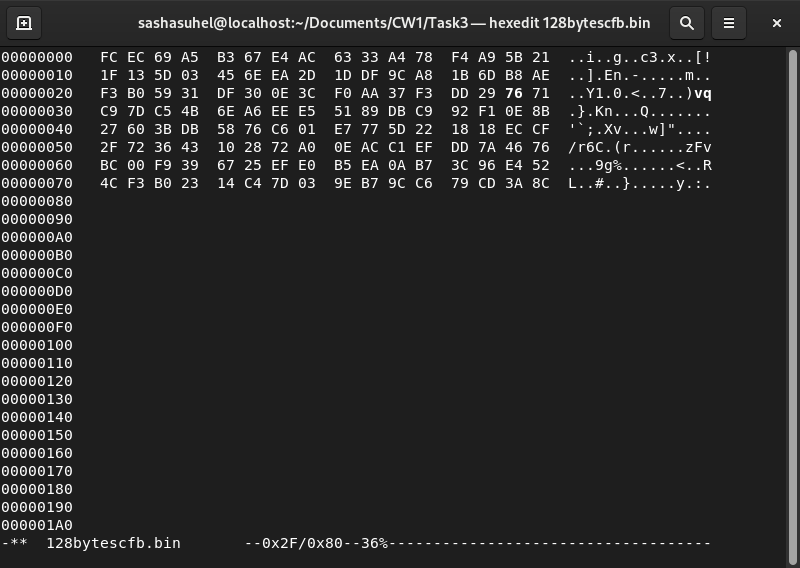 sashasuhel@localhost:~/Documents/CW1/Task3 — hexedit 128bytescfb.bin
00000000   FC EC 69 A5  B3 67 E4 AC  63 33 A4 78  F4 A9 5B 21  ..i..g..c3.x..[!
00000010   1F 13 5D 03  45 6E EA 2D  1D DF 9C A8  1B 6D B8 AE  ..].En.-.....m..
00000020   F3 B0 59 31  DF 30 0E 3C  F0 AA 37 F3  DD 29 76 71  ..Y1.0.<..7..)vq
00000030   C9 7D C5 4B  6E A6 EE E5  51 89 DB C9  92 F1 0E 8B  .}.Kn...Q.......
00000040   27 60 3B DB  58 76 C6 01  E7 77 5D 22  18 18 EC CF  '`;.Xv...w]"....
00000050   2F 72 36 43  10 28 72 A0  0E AC C1 EF  DD 7A 46 76  /r6C.(r......zFv
00000060   BC 00 F9 39  67 25 EF E0  B5 EA 0A B7  3C 96 E4 52  ...9g%......<..R
00000070   4C F3 B0 23  14 C4 7D 03  9E B7 9C C6  79 CD 3A 8C  L..#..}.....y.:.
00000080
00000090
000000A0
000000B0
000000C0
000000D0
000000E0
000000F0
00000100
00000110
00000120
00000130
00000140
00000150
00000160
00000170
00000180
00000190
000001A0
-**  128bytescfb.bin       --0x2F/0x80--36%------------------------------------